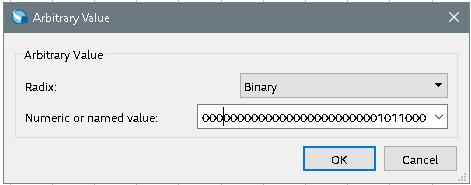 Arbitrary Value
Arbitrary Value
Radix:
Binary
Numeric or named value:
00000000000000000000000001011000
OK
Cancel